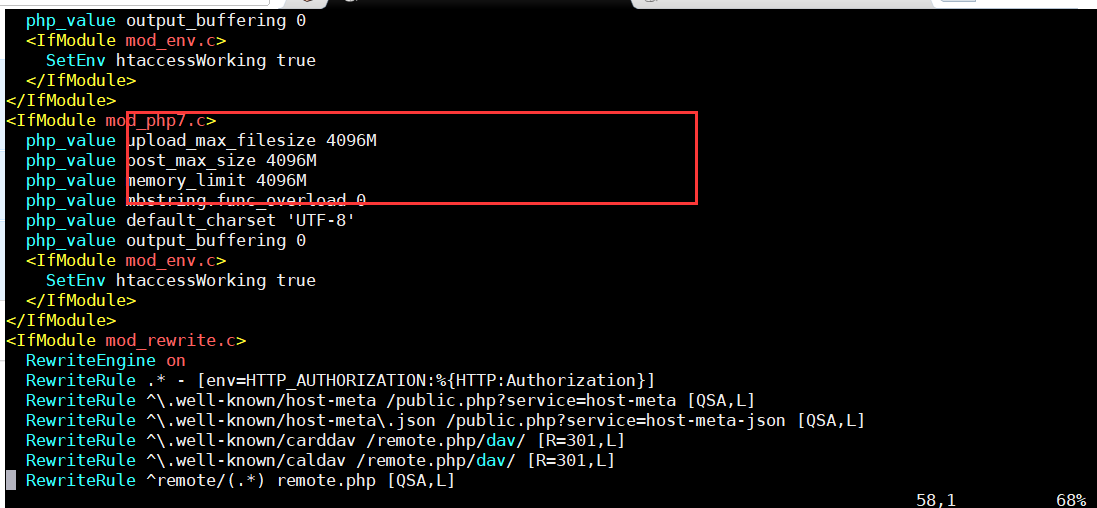 php_value output_buffering 0
<IfModule mod_env.c>
SetEnv htaccessWorking true
</IfModule>
</IfModule>
<IfModule mod_php7.c>
php_value upload_max_filesize 4096M
php_value post_max_size 4096M
php_value memory_limit 4096M
php_value mbstring.func_overload 0
php_value default_charset 'UTF-8'
php_value output_buffering 0
<IfModule mod_env.c>
SetEnv htaccessWorking true
</IfModule>
</IfModule>
<IfModule mod_rewrite.c>
RewriteEngine on
RewriteRule .* - [env=HTTP_AUTHORIZATION:%{HTTP:Authorization}]
RewriteRule ^\.well-known/host-meta /public.php?service=host-meta [QSA,L]
RewriteRule ^\.well-known/host-meta\.json /public.php?service=host-meta-json [QSA,L]
RewriteRule ^\.well-known/carddav /remote.php/dav/ [R=301,L]
RewriteRule ^\.well-known/caldav /remote.php/dav/ [R=301,L]
RewriteRule ^remote/(.*) remote.php [QSA,L]
58,1 68%